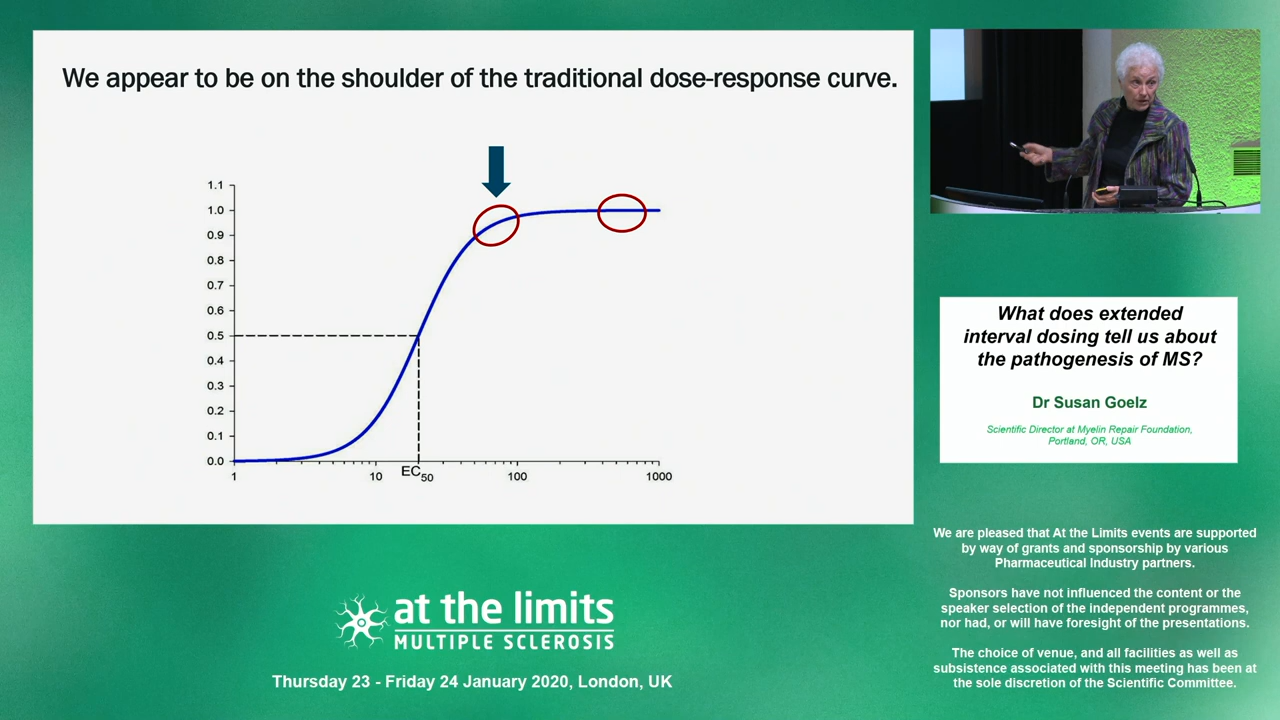 We appear to be on the shoulder of the traditional dose-response curve.
1.1
1.0
0.9
0.8
0.7
0.6
0.5
0.4
0.3
0.2
0.1
0.0
1
10
EC50
100
1000
What does extended
interval dosing tell us about
the pathogenesis of MS?
Dr Susan Goelz
Scientific Director at Myelin Repair Foundation,
Portland, OR, USA
We are pleased that At the Limits events are supported
by way of grants and sponsorship by various
Pharmaceutical Industry partners.
Sponsors have not influenced the content or the
speaker selection of the independent programmes,
nor had, or will have foresight of the presentations.
The choice of venue, and all facilities as well as
subsistence associated with this meeting has been at
the sole discretion of the Scientific Committee.
at the limits
MULTIPLE SCLEROSIS
Thursday 23 - Friday 24 January 2020, London, UK